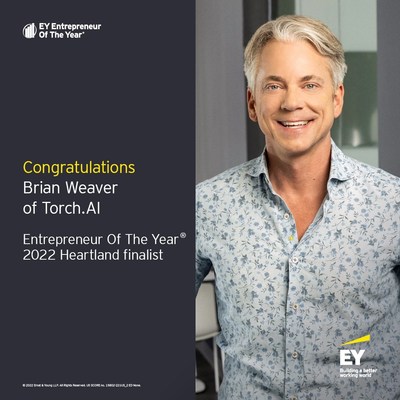 EY Entrepreneur
Of The Year®
Congratulations
Brian Weaver
of Torch.AI
Entrepreneur Of The Year®
2022 Heartland finalist
EY
Building a better
working world